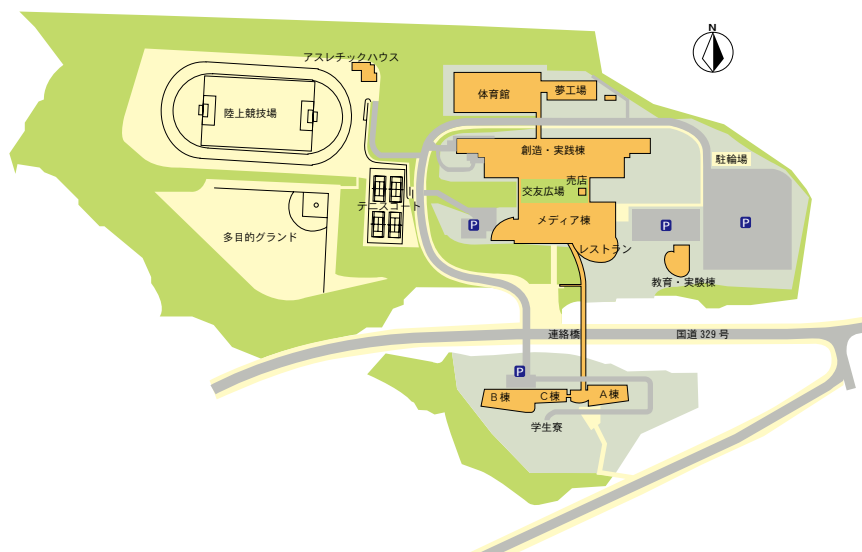 N
アスレチックハウス
体育館
夢工場
陸上競技場
創造・実践棟
駐輪場
売店
交友広場
テニスコート
メディア棟
P
P
P
多目的グランド
レストラン
教育・実験棟
連絡橋
国道 329 号
P
B 棟
C 棟
A 棟
学生寮